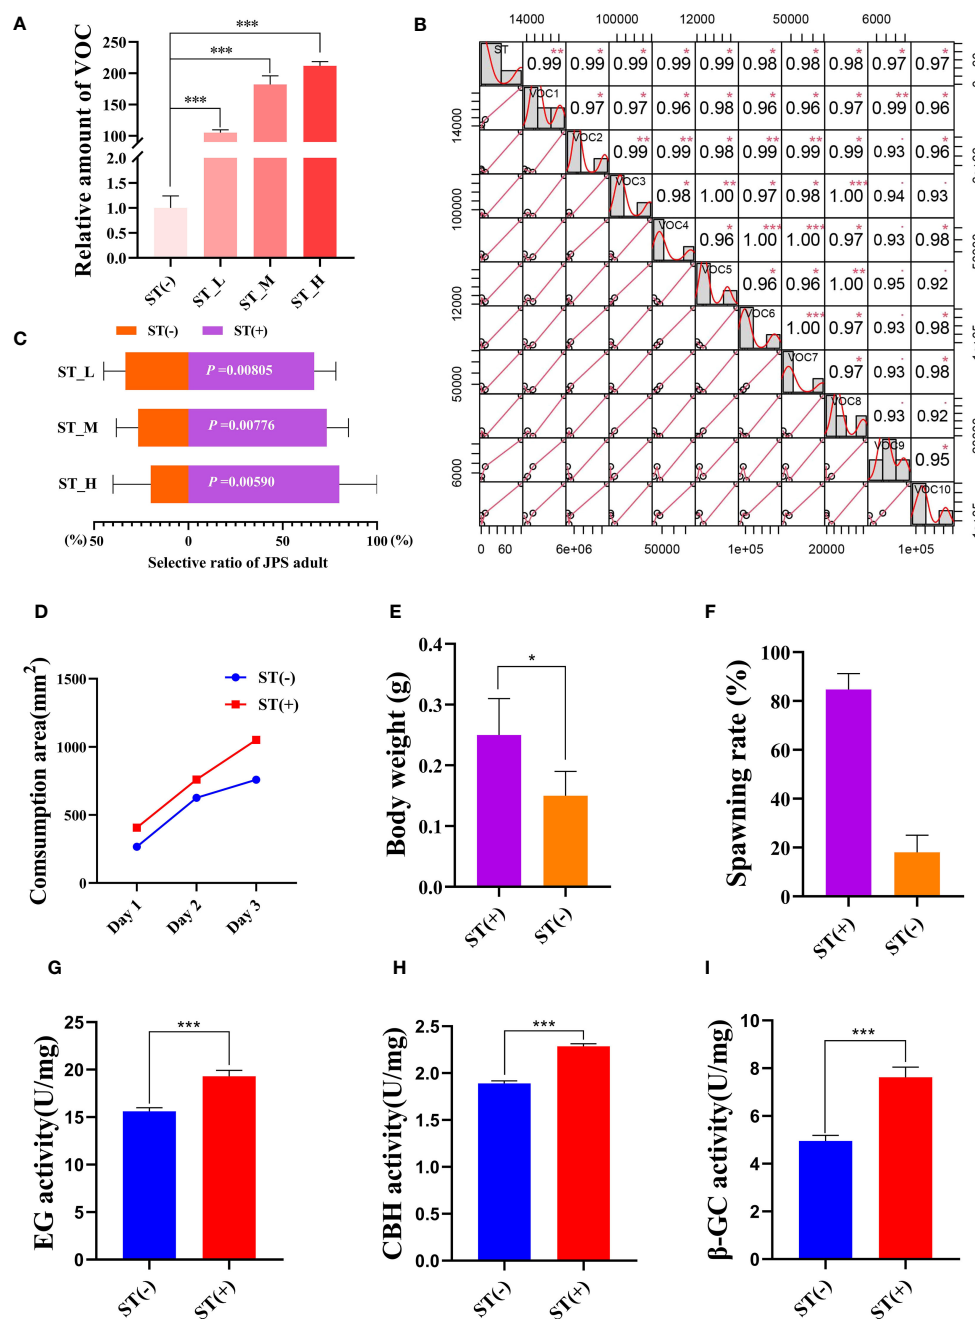 A
Relative amount of VOC
250
200
150
100
2.0
1.5
1.0
0.5
0.0
***
***
***
ST(-)
ST_L
ST_M
ST_H
B
14000
100000
12000
50000
6000
ST
** 0.99
* 0.99
* 0.99
* 0.99
* 0.99
* 0.98
* 0.98
* 0.98
* 0.97
* 0.97
VOC1
* 0.97
* 0.97
* 0.96
* 0.98
* 0.96
* 0.96
* 0.97
** 0.99
* 0.96
VOC2
** 0.99
** 0.99
* 0.98
** 0.99
** 0.99
* 0.99
· 0.93
* 0.96
VOC3
* 0.98
** 1.00
* 0.97
* 0.98
*** 1.00
· 0.94
· 0.93
VOC4
* 0.96
*** 1.00
*** 1.00
* 0.97
· 0.93
* 0.98
VOC5
* 0.96
* 0.96
** 1.00
· 0.95
· 0.92
VOC6
*** 1.00
* 0.97
· 0.93
* 0.98
VOC7
* 0.97
· 0.93
* 0.98
VOC8
· 0.93
· 0.92
VOC9
* 0.95
VOC10
14000
100000
12000
50000
6000
0 60
6e+06
50000
1e+05
20000
1e+05
C
ST(-)
ST(+)
ST_L
P =0.00805
ST_M
P =0.00776
ST_H
P =0.00590
50
0
50
100
(%)
(%)
Selective ratio of JPS adult
D
Consumption area(mm²)
1500
1000
500
0
ST(-)
ST(+)
Day 1
Day 2
Day 3
E
Body weight (g)
0.4
0.3
0.2
0.1
0.0
*
ST(+)
ST(-)
F
Spawning rate (%)
100
80
60
40
20
0
ST(+)
ST(-)
G
EG activity(U/mg)
25
20
15
10
5
0
***
ST(-)
ST(+)
H
CBH activity(U/mg)
2.5
2.0
1.5
1.0
0.5
0.0
***
ST(-)
ST(+)
I
β-GC activity(U/mg)
10
8
6
4
2
0
***
ST(-)
ST(+)